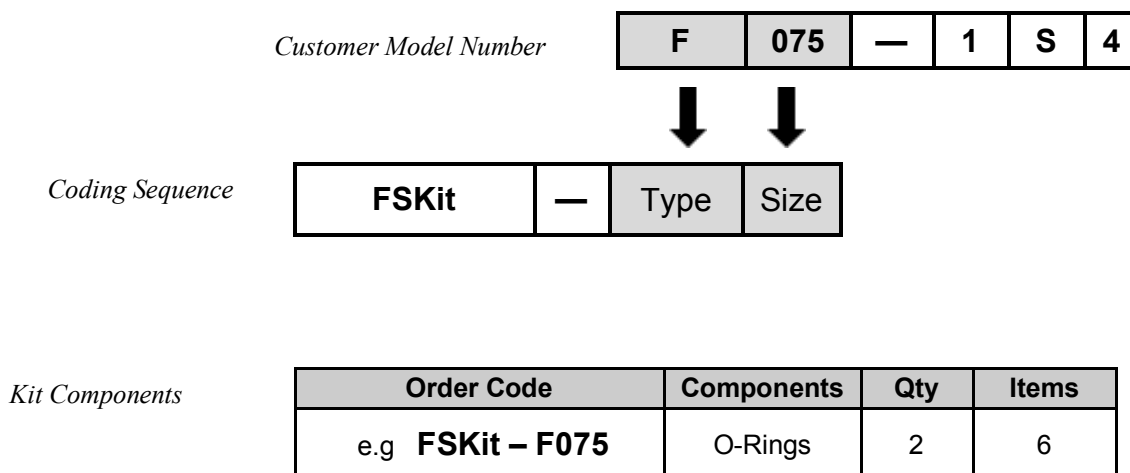 Customer Model Number F 075 — 1 S 4
Coding Sequence FSKit — Type Size
Kit Components Order Code Components Qty Items
e.g FSKit – F075 O-Rings 2 6